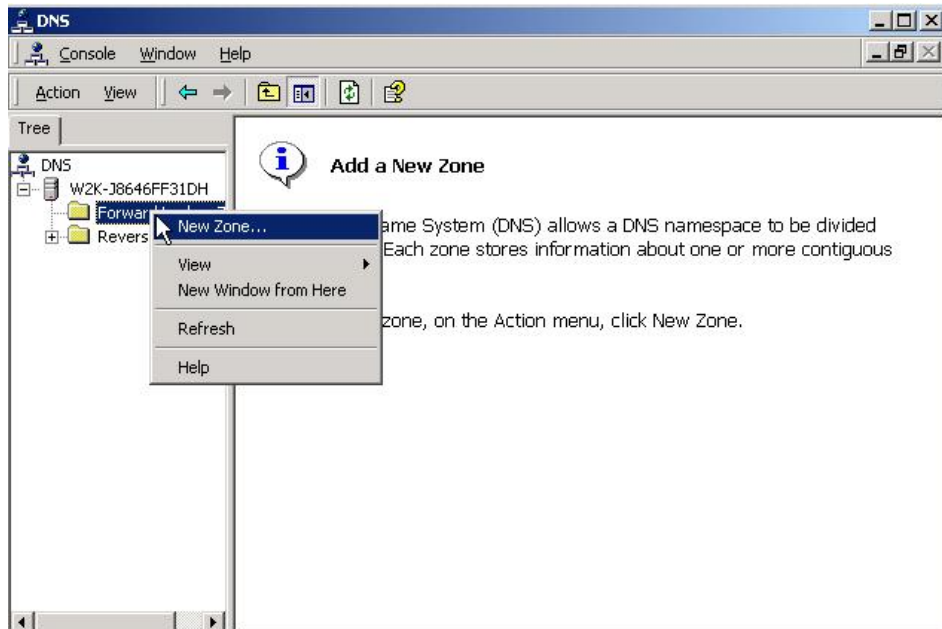 DNS
Console Window Help
Action View
Tree
DNS
W2K-J8646FF31DH
Forward
Revers
New Zone...
View
New Window from Here
Refresh
Help
Add a New Zone
ame System (DNS) allows a DNS namespace to be divided
Each zone stores information about one or more contiguous
zone, on the Action menu, click New Zone.